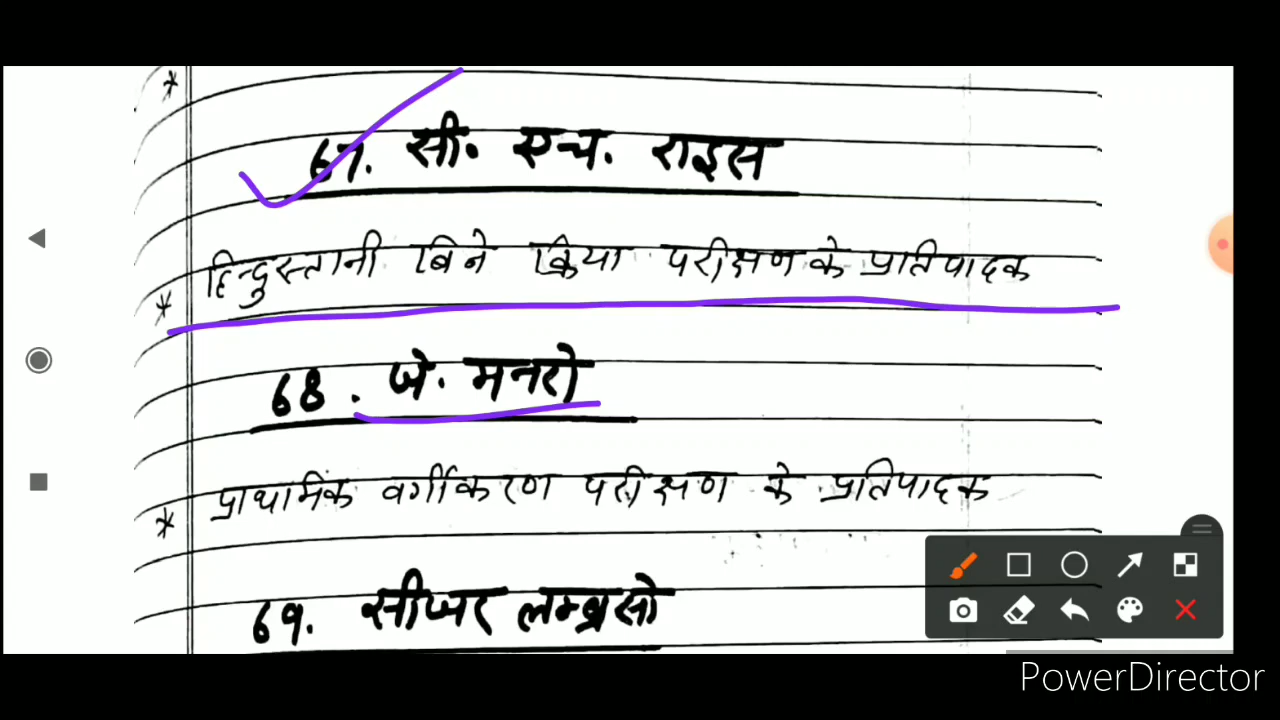 *
67. सी. एच. राइस
* हिन्दुस्तानी बिने क्रिया परीक्षण के प्रतिपादक
68. जे. मनरो
* प्राथमिक वर्गीकरण परीक्षण के प्रतिपादक
69. सीजर लम्ब्रसो
PowerDirector